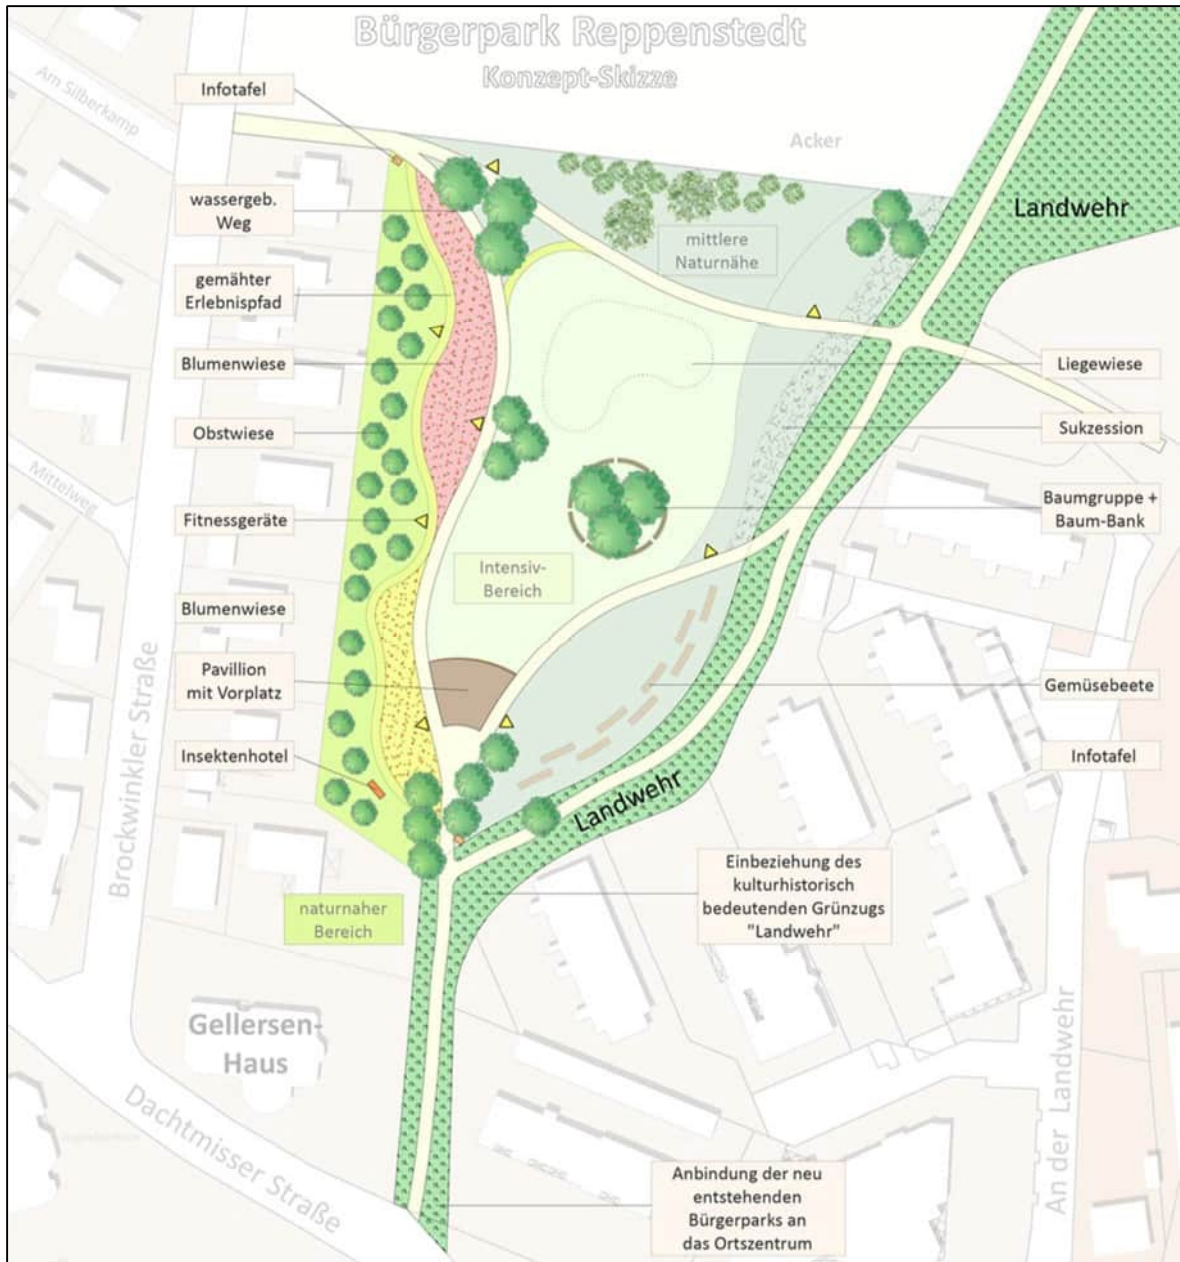 Bürgerpark Reppenstedt
Konzept-Skizze
Am Silberkamp
Infotafel
Acker
wassergeb.
Weg
Landwehr
mittlere
Naturnähe
gemähter
Erlebnispfad
Blumenwiese
Liegewiese
Obstwiese
Sukzession
Mittelweg
Baumgruppe +
Baum-Bank
Fitnessgeräte
Intensiv-
Bereich
Blumenwiese
Brockwinkler Straße
Pavillion
mit Vorplatz
Gemüsebeete
Insektenhotel
Infotafel
Landwehr
Einbeziehung des
kulturhistorisch
bedeutenden Grünzugs
"Landwehr"
naturnaher
Bereich
Gellersen-
Haus
An der Landwehr
Dachtmisser Straße
Anbindung der neu
entstehenden
Bürgerparks an
das Ortszentrum